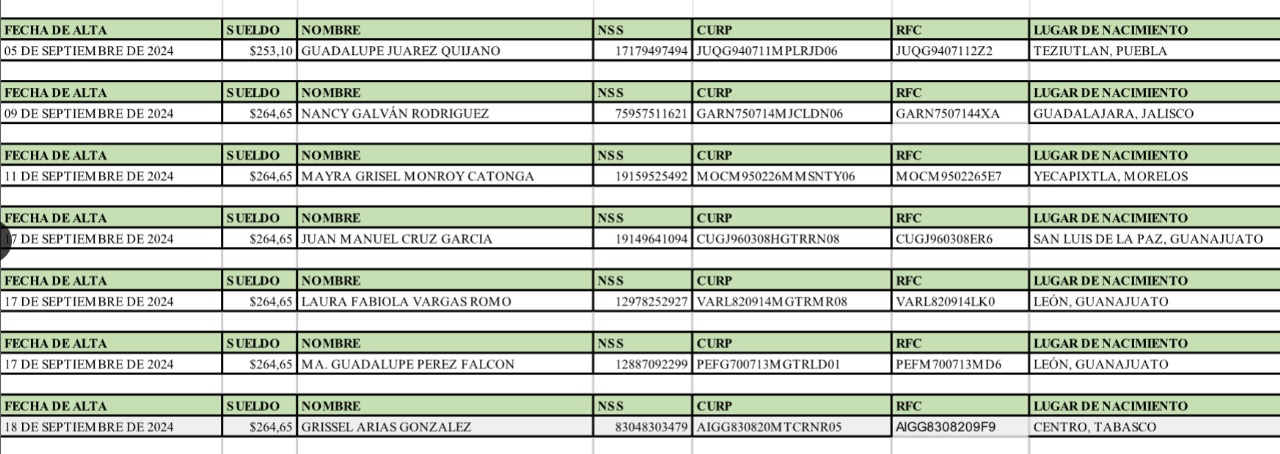 FECHA DE ALTA SUELDO NOMBRE NSS CURP RFC LUGAR DE NACIMIENTO
05 DE SEPTIEMBRE DE 2024 $253,10 GUADALUPE JUAREZ QUIJANO 17179497494 JUQG940711MPLRJD06 JUQG9407112Z2 TEZIUTLAN, PUEBLA
FECHA DE ALTA SUELDO NOMBRE NSS CURP RFC LUGAR DE NACIMIENTO
09 DE SEPTIEMBRE DE 2024 $264,65 NANCY GALVÁN RODRIGUEZ 75957511621 GARN750714MJCLDN06 GARN7507144XA GUADALAJARA, JALISCO
FECHA DE ALTA SUELDO NOMBRE NSS CURP RFC LUGAR DE NACIMIENTO
11 DE SEPTIEMBRE DE 2024 $264,65 MAYRA GRISEL MONROY CATONGA 19159525492 MOCM950226MMSNTY06 MOCM9502265E7 YECAPIXTLA, MORELOS
FECHA DE ALTA SUELDO NOMBRE NSS CURP RFC LUGAR DE NACIMIENTO
17 DE SEPTIEMBRE DE 2024 $264,65 JUAN MANUEL CRUZ GARCIA 19149641094 CUGJ960308HGTRRN08 CUGJ960308ER6 SAN LUIS DE LA PAZ, GUANAJUATO
FECHA DE ALTA SUELDO NOMBRE NSS CURP RFC LUGAR DE NACIMIENTO
17 DE SEPTIEMBRE DE 2024 $264,65 LAURA FABIOLA VARGAS ROMO 12978252927 VARL820914MGTRMR08 VARL820914LK0 LEÓN, GUANAJUATO
FECHA DE ALTA SUELDO NOMBRE NSS CURP RFC LUGAR DE NACIMIENTO
17 DE SEPTIEMBRE DE 2024 $264,65 MA. GUADALUPE PEREZ FALCON 12887092299 PEFG700713MGTRLD01 PEFM700713MD6 LEÓN, GUANAJUATO
FECHA DE ALTA SUELDO NOMBRE NSS CURP RFC LUGAR DE NACIMIENTO
18 DE SEPTIEMBRE DE 2024 $264,65 GRISSEL ARIAS GONZALEZ 83048303479 AIGG830820MTCRNR05 AIGG8308209F9 CENTRO, TABASCO